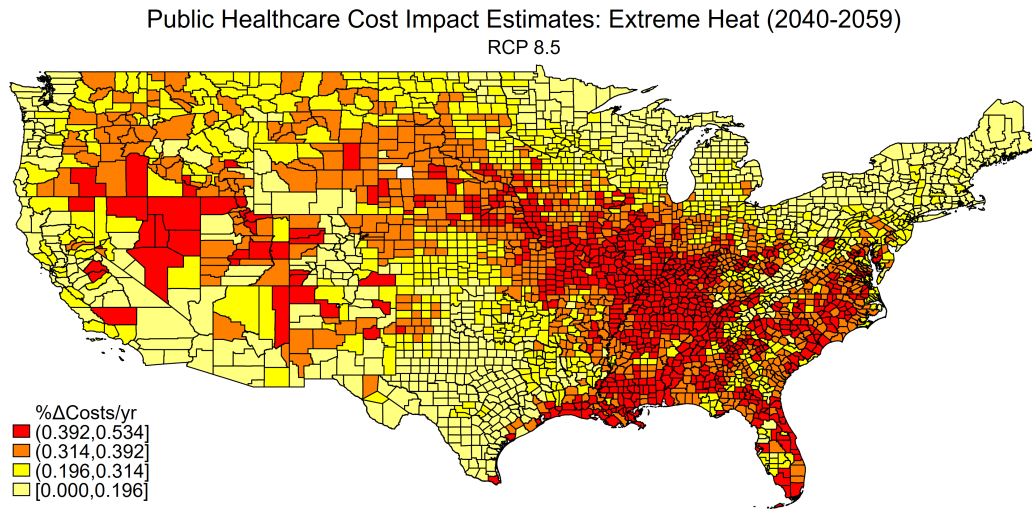 Public Healthcare Cost Impact Estimates: Extreme Heat (2040-2059)
RCP 8.5
%ΔCosts/yr
(0.392,0.534]
(0.314,0.392]
(0.196,0.314]
[0.000,0.196]